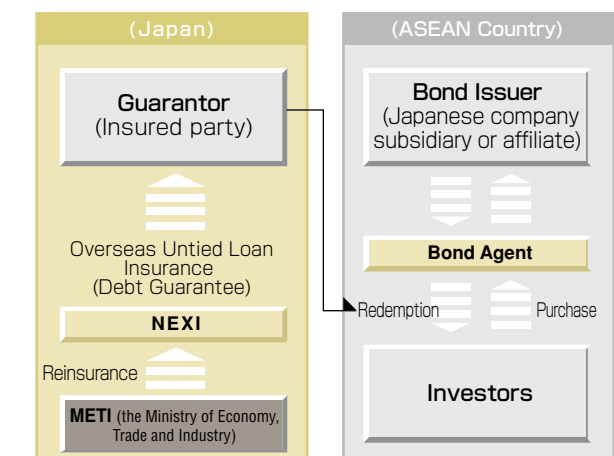 (Japan)
Guarantor
(Insured party)
Overseas Untied Loan
Insurance
(Debt Guarantee)
NEXI
Reinsurance
METI (the Ministry of Economy,
Trade and Industry)
(ASEAN Country)
Bond Issuer
(Japanese company
subsidiary or affiliate)
Bond Agent
Redemption
Purchase
Investors